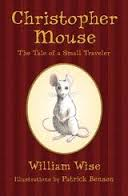 Christopher Mouse
The Tale of a Small Traveler
William Wise
Illustrations by Patrick Benson